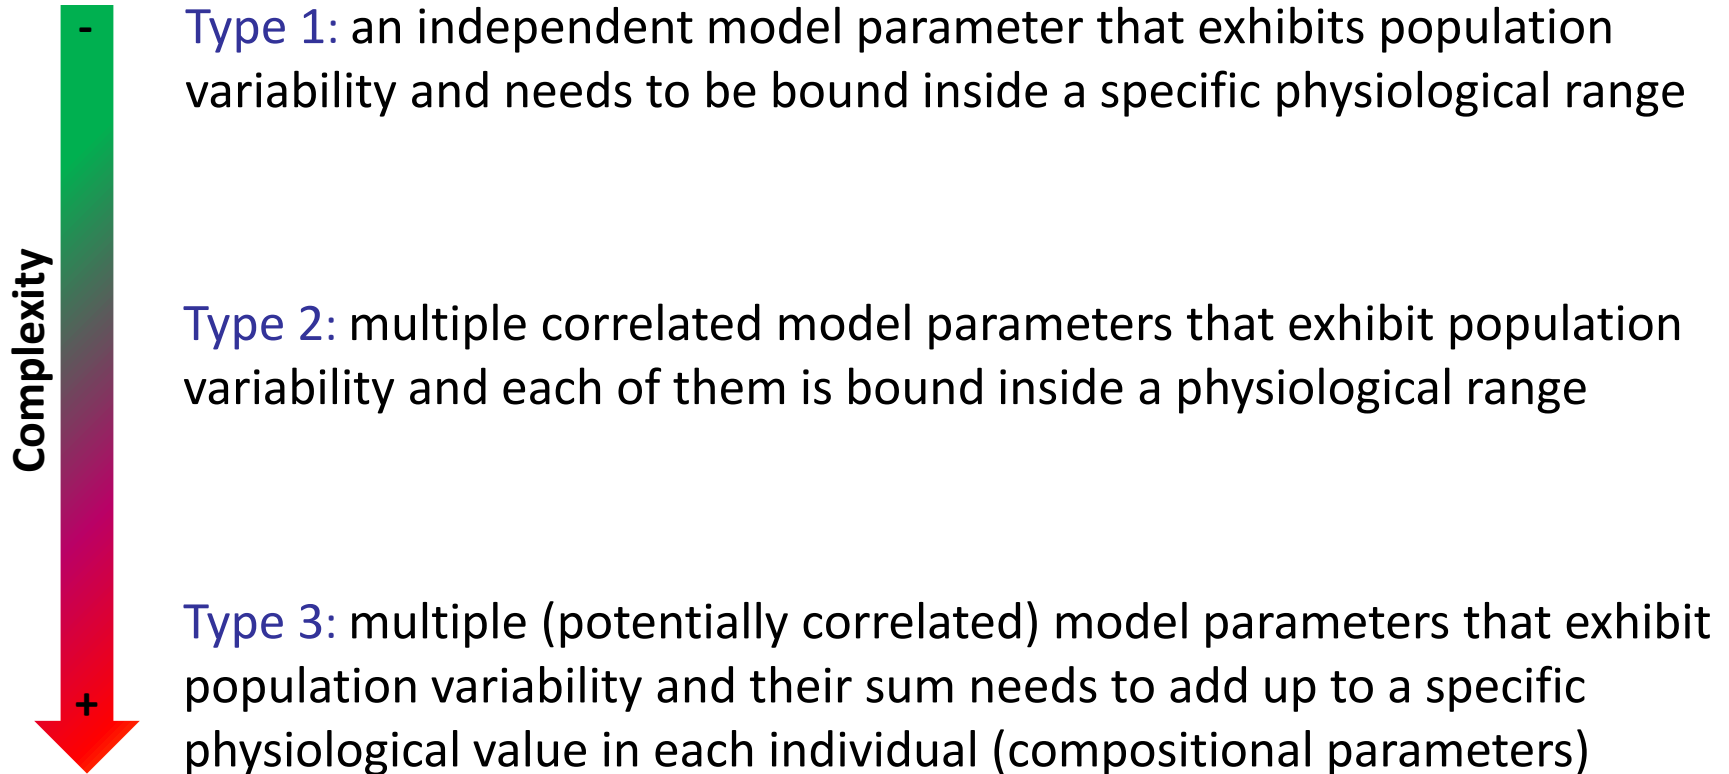 -
Type 1: an independent model parameter that exhibits population
variability and needs to be bound inside a specific physiological range
Complexity
Type 2: multiple correlated model parameters that exhibit population
variability and each of them is bound inside a physiological range
Type 3: multiple (potentially correlated) model parameters that exhibit
population variability and their sum needs to add up to a specific
+
physiological value in each individual (compositional parameters)